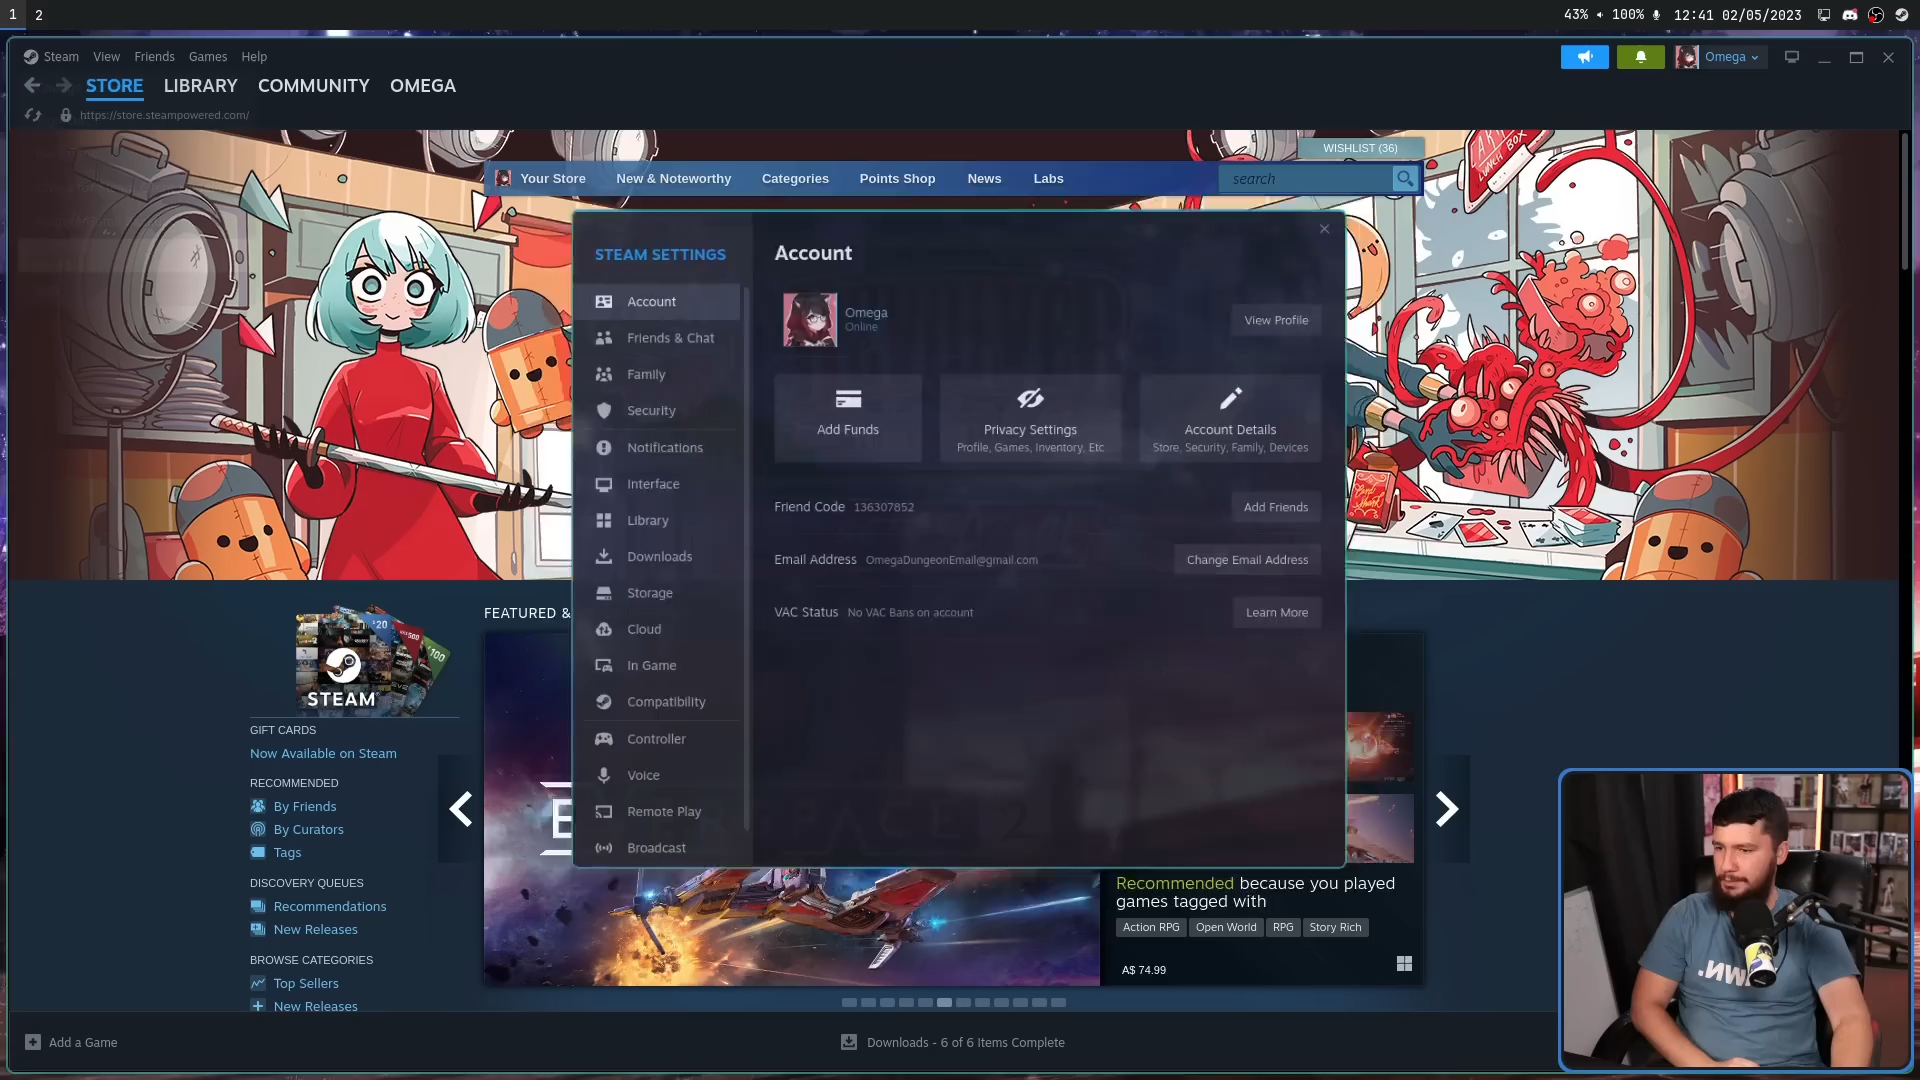 1 2
43% 100% 12:41 02/05/2023
Steam View Friends Games Help
Omega
STORE LIBRARY COMMUNITY OMEGA
https://store.steampowered.com/
LUNCH BOX
WISHLIST (36)
Your Store New & Noteworthy Categories Points Shop News Labs
search
STEAM SETTINGS
Account
Friends & Chat
Family
Security
Notifications
Interface
Library
Downloads
Storage
Cloud
In Game
Compatibility
Controller
Voice
Remote Play
Broadcast
Account
Omega
Online
View Profile
Add Funds
Privacy Settings
Profile, Games, Inventory, Etc
Account Details
Store, Security, Family, Devices
Friend Code 136307852
Add Friends
Email Address OmegaDungeonEmail@gmail.com
Change Email Address
VAC Status No VAC Bans on account
Learn More
FEATURED &
$20
$100
STEAM
GIFT CARDS
Now Available on Steam
RECOMMENDED
By Friends
By Curators
Tags
DISCOVERY QUEUES
Recommendations
New Releases
BROWSE CATEGORIES
Top Sellers
New Releases
Recommended because you played
games tagged with
Action RPG Open World RPG Story Rich
A$ 74.99
Add a Game
Downloads - 6 of 6 Items Complete